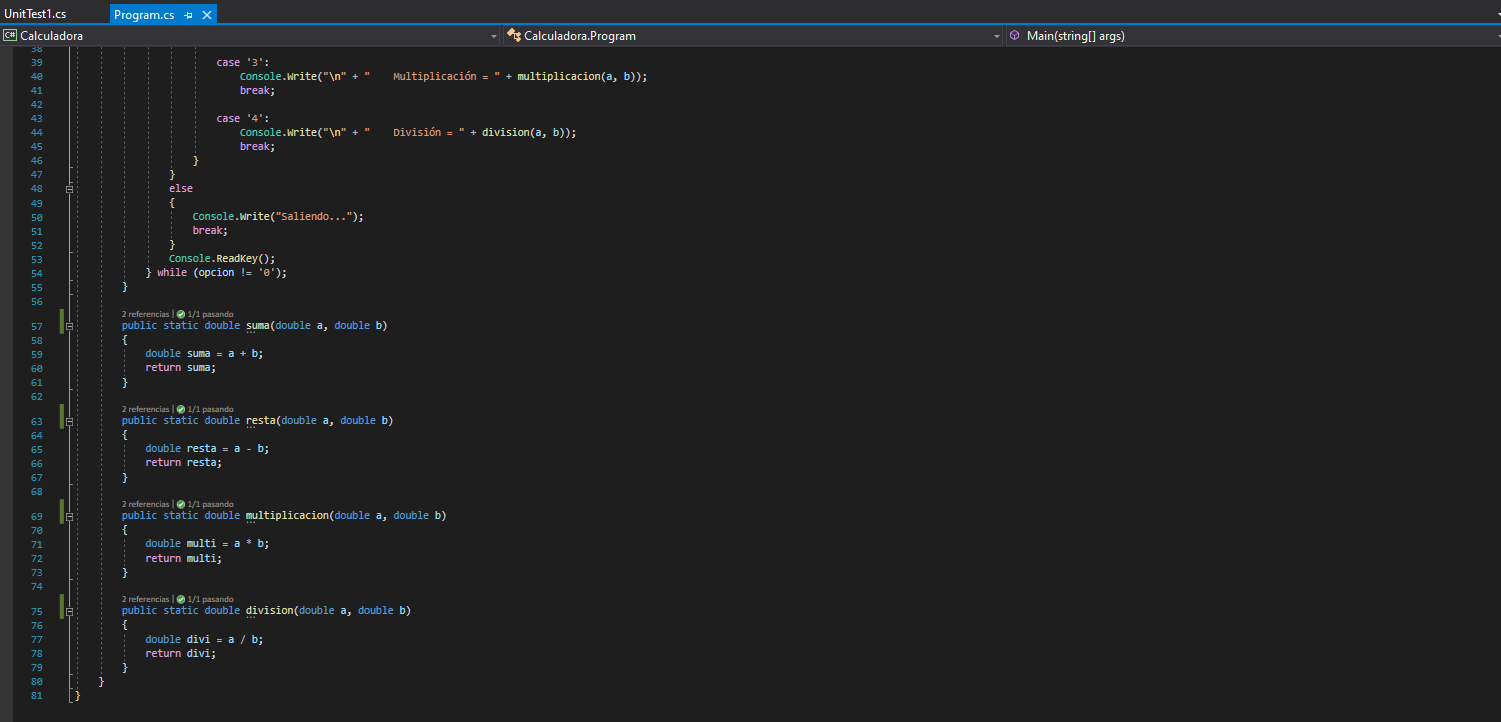 UnitTest1.cs Program.cs
C# Calculadora Calculadora.Program Main(string[] args)
38
39 case '3':
40 Console.Write("\n" + "    Multiplicación = " + multiplicacion(a, b));
41 break;
42
43 case '4':
44 Console.Write("\n" + "    División = " + division(a, b));
45 break;
46 }
47 }
48 else
49 {
50 Console.Write("Saliendo...");
51 break;
52 }
53 Console.ReadKey();
54 } while (opcion != '0');
55 }
56
2 referencias | 1/1 pasando
57 public static double suma(double a, double b)
58 {
59 double suma = a + b;
60 return suma;
61 }
62
2 referencias | 1/1 pasando
63 public static double resta(double a, double b)
64 {
65 double resta = a - b;
66 return resta;
67 }
68
2 referencias | 1/1 pasando
69 public static double multiplicacion(double a, double b)
70 {
71 double multi = a * b;
72 return multi;
73 }
74
2 referencias | 1/1 pasando
75 public static double division(double a, double b)
76 {
77 double divi = a / b;
78 return divi;
79 }
80 }
81 }